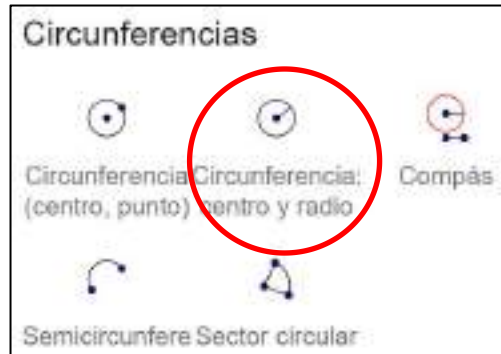 Circunferencias
Circunferencia Circunferencia: Compás
(centro, punto) centro y radio
Semicircunfere Sector circular